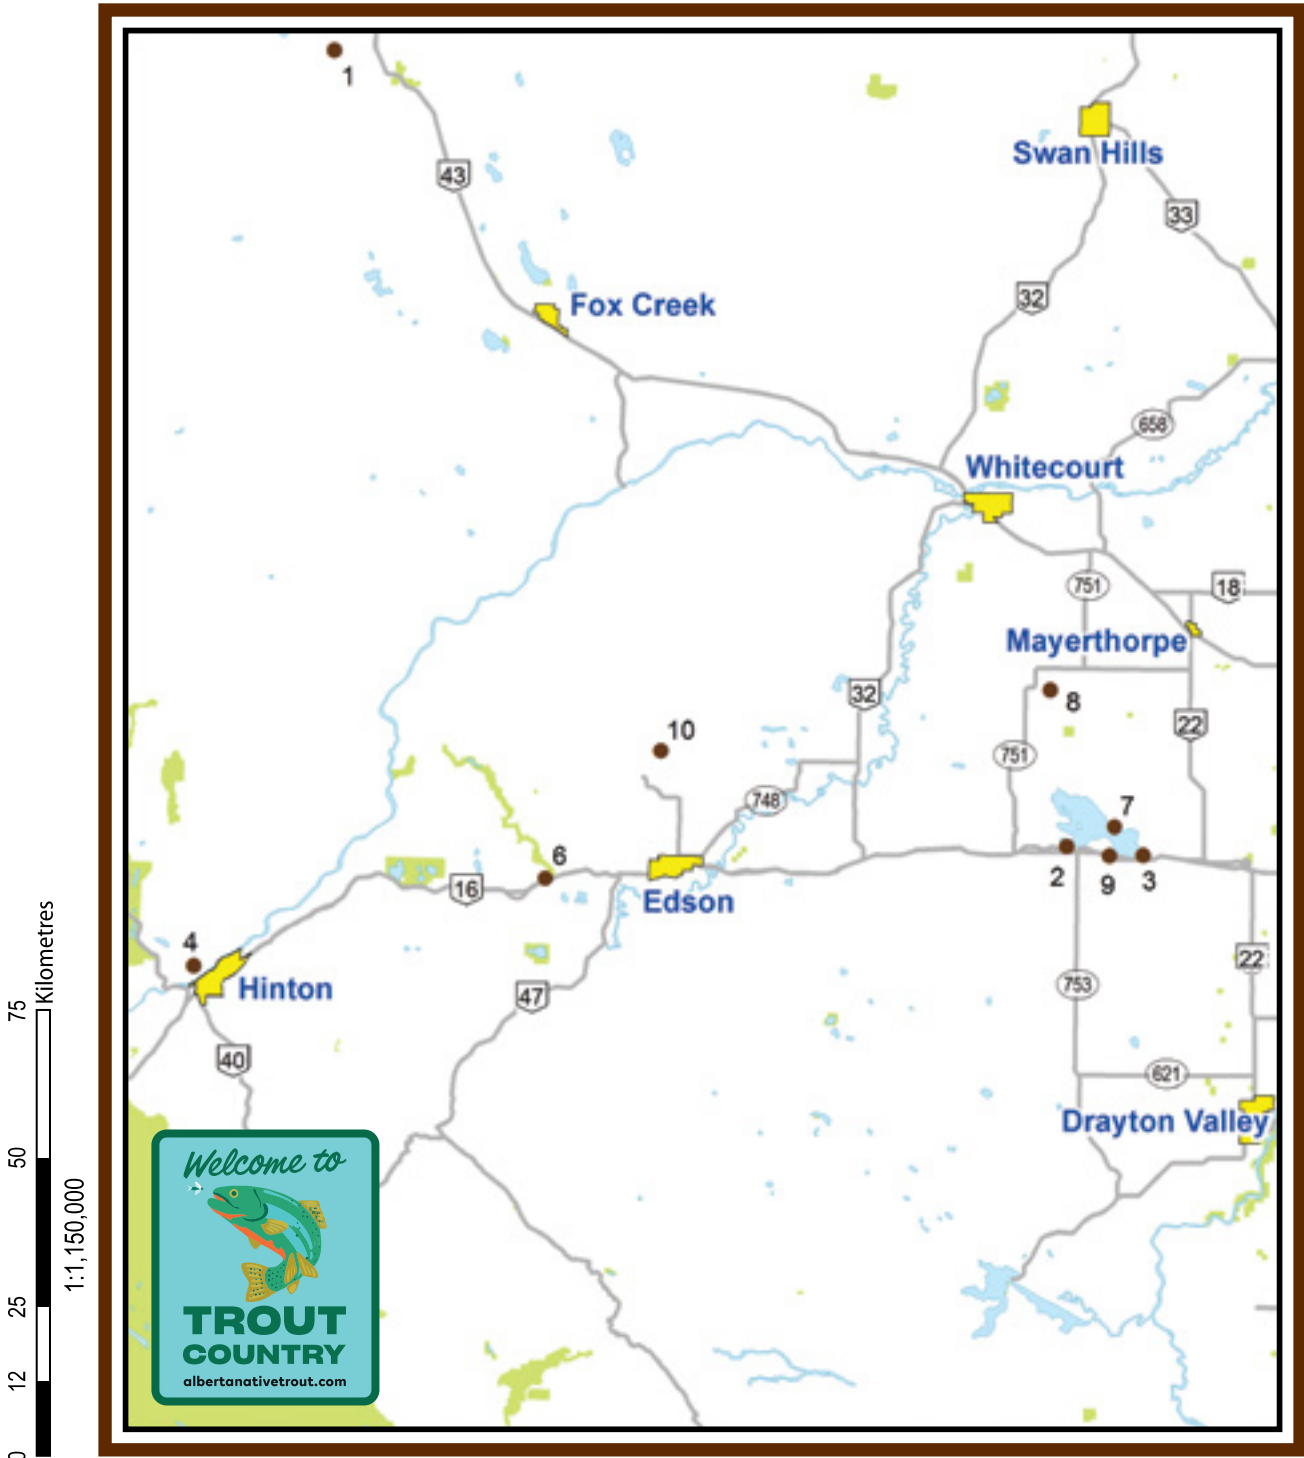 1
43
Swan Hills
33
32
Fox Creek
658
Whitecourt
751
18
Mayerthorpe
32
8
22
10
751
748
7
6
2
9
3
16
Edson
4
Hinton
47
22
753
40
621
Drayton Valley
Welcome to
TROUT
COUNTRY
albertanativetrout.com
75 Kilometres
50
25
12
0
1:1,150,000